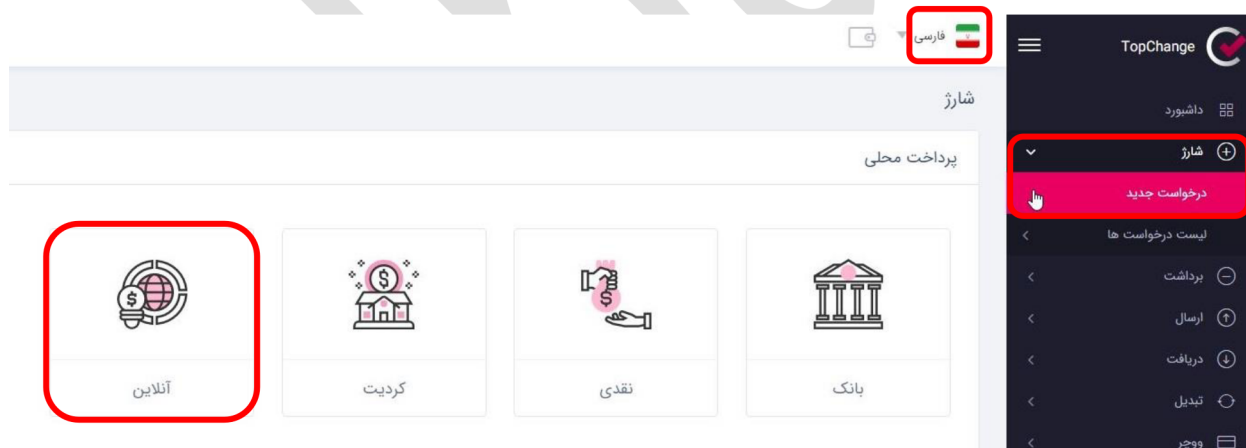 فارسی
TopChange
داشبورد
شارژ
شارژ
درخواست جدید
لیست درخواست ها
برداشت
ارسال
دریافت
تبدیل
ووچر
پرداخت محلی
بانک
نقدی
کردیت
آنلاین